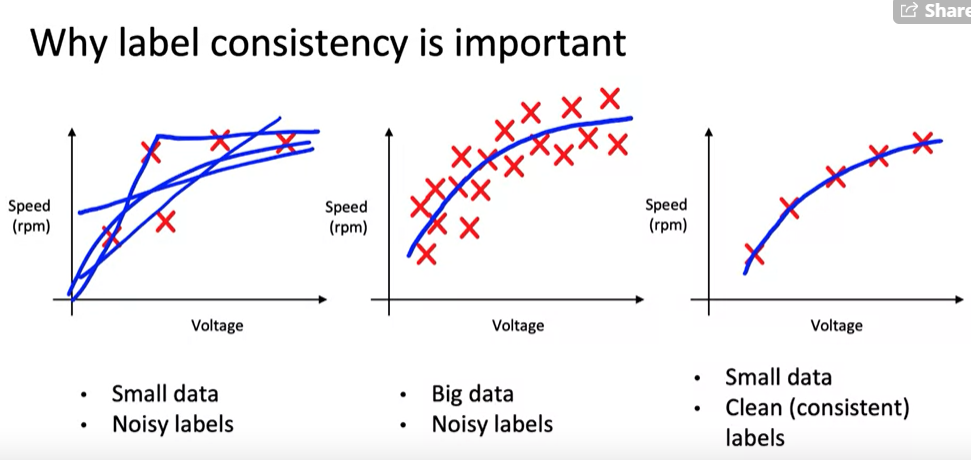 Share
Why label consistency is important
Speed
(rpm)
Voltage
• Small data
• Noisy labels
Speed
(rpm)
Voltage
• Big data
• Noisy labels
Speed
(rpm)
Voltage
• Small data
• Clean (consistent)
labels